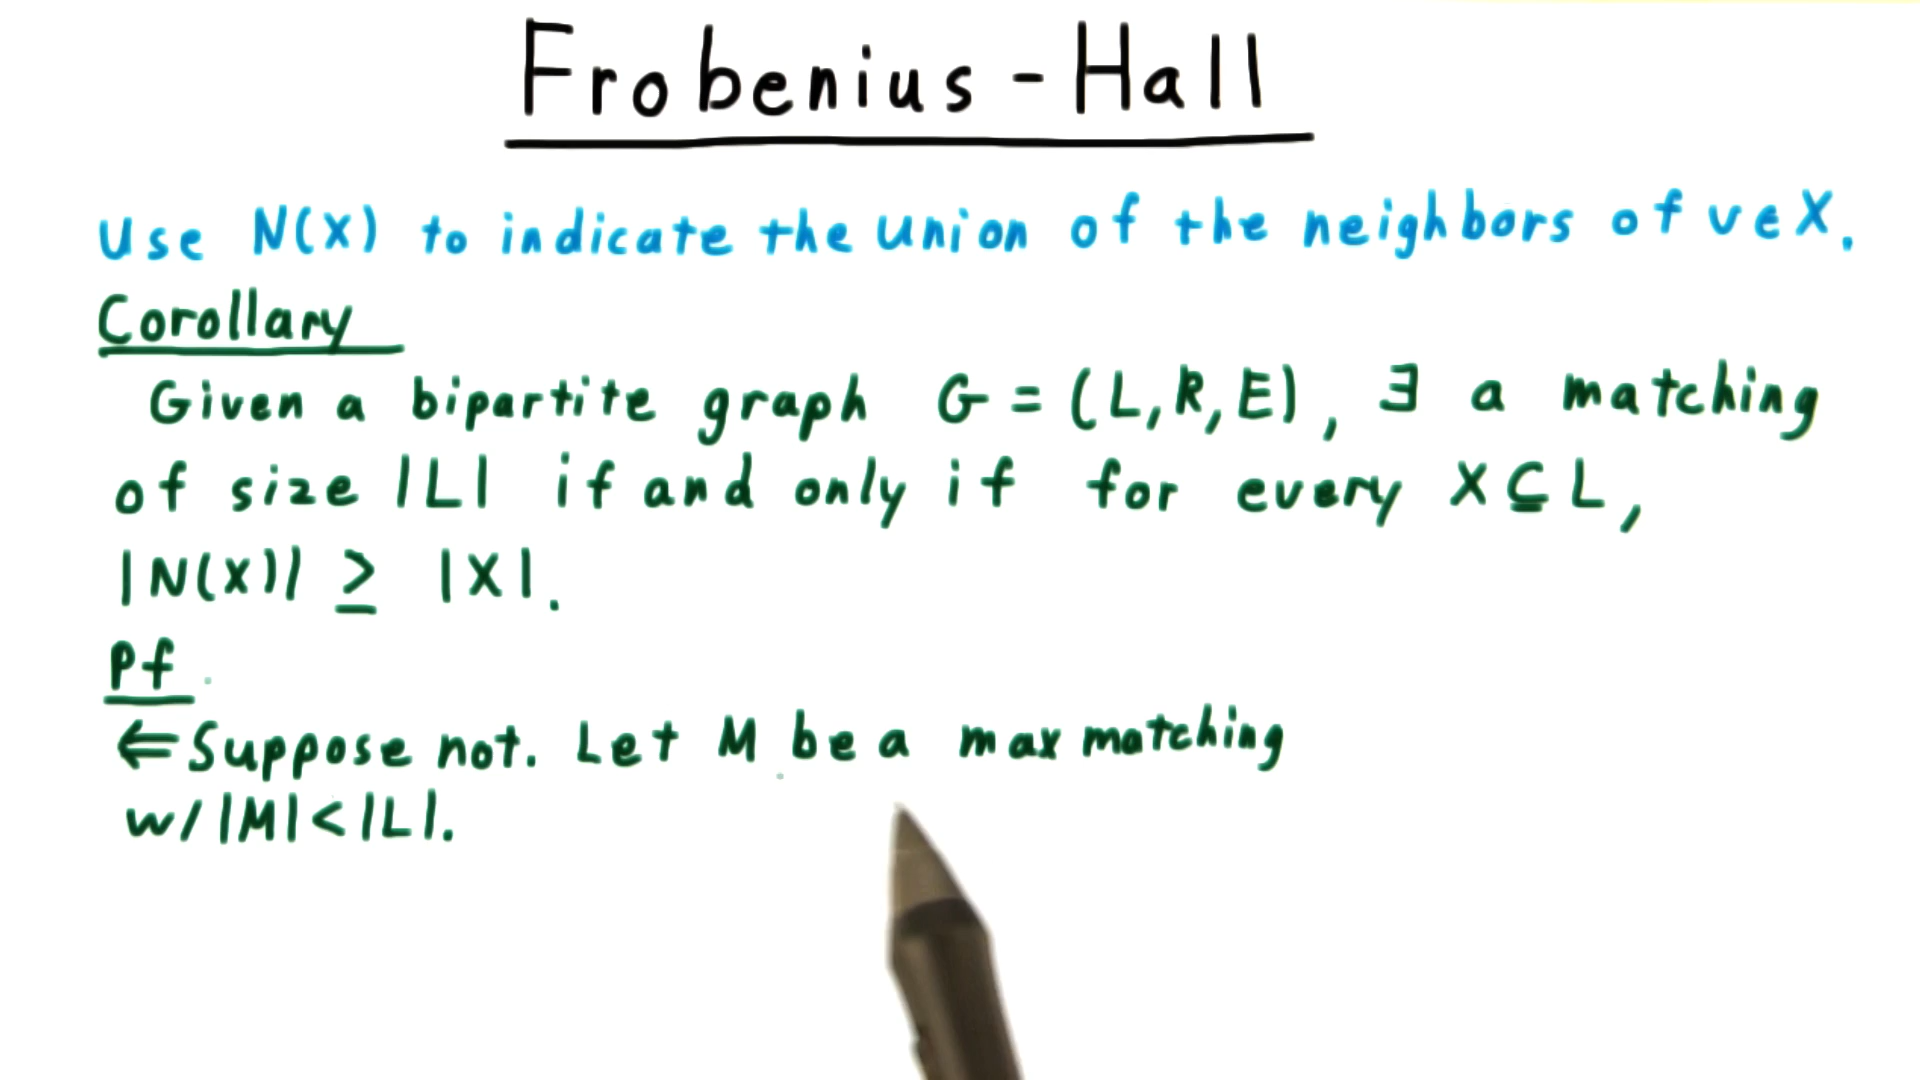 Frobenius - Hall
Use N(X) to indicate the union of the neighbors of v∈X.
Corollary
Given a bipartite graph G = (L,R,E), ∃ a matching
of size |L| if and only if for every X ⊆ L,
|N(X)| ≥ |X|.
Pf
⇐ Suppose not. Let M be a max matching
w/ |M| < |L|.